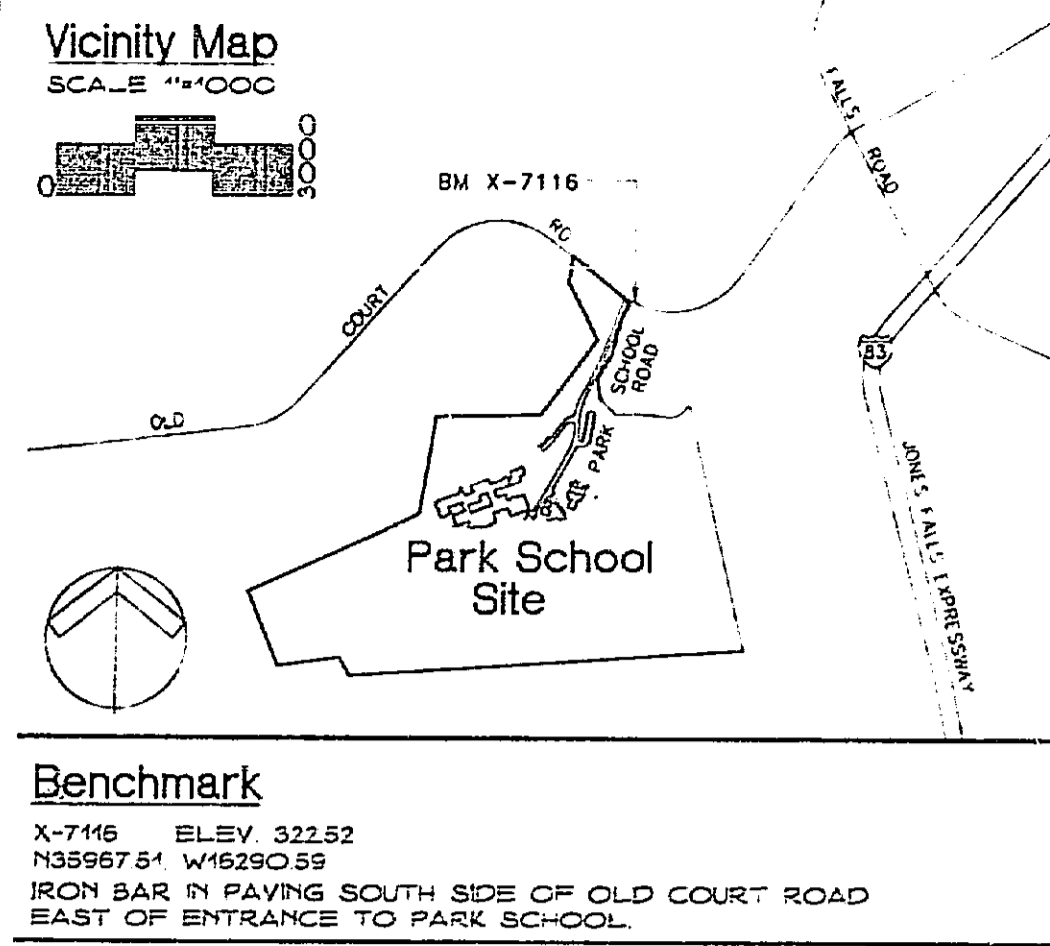 Vicinity Map
SCALE 1"=1000
0
0
3000
BM X-7116
FALLS
ROAD
RO
COURT
OLD
SCHOOL
ROAD
PARK
83
JONES FALLS EXPRESSWAY
Park School
Site
Benchmark
X-7116 ELEV. 322.52
N35967.51 W16290.59
IRON BAR IN PAVING SOUTH SIDE OF OLD COURT ROAD
EAST OF ENTRANCE TO PARK SCHOOL.